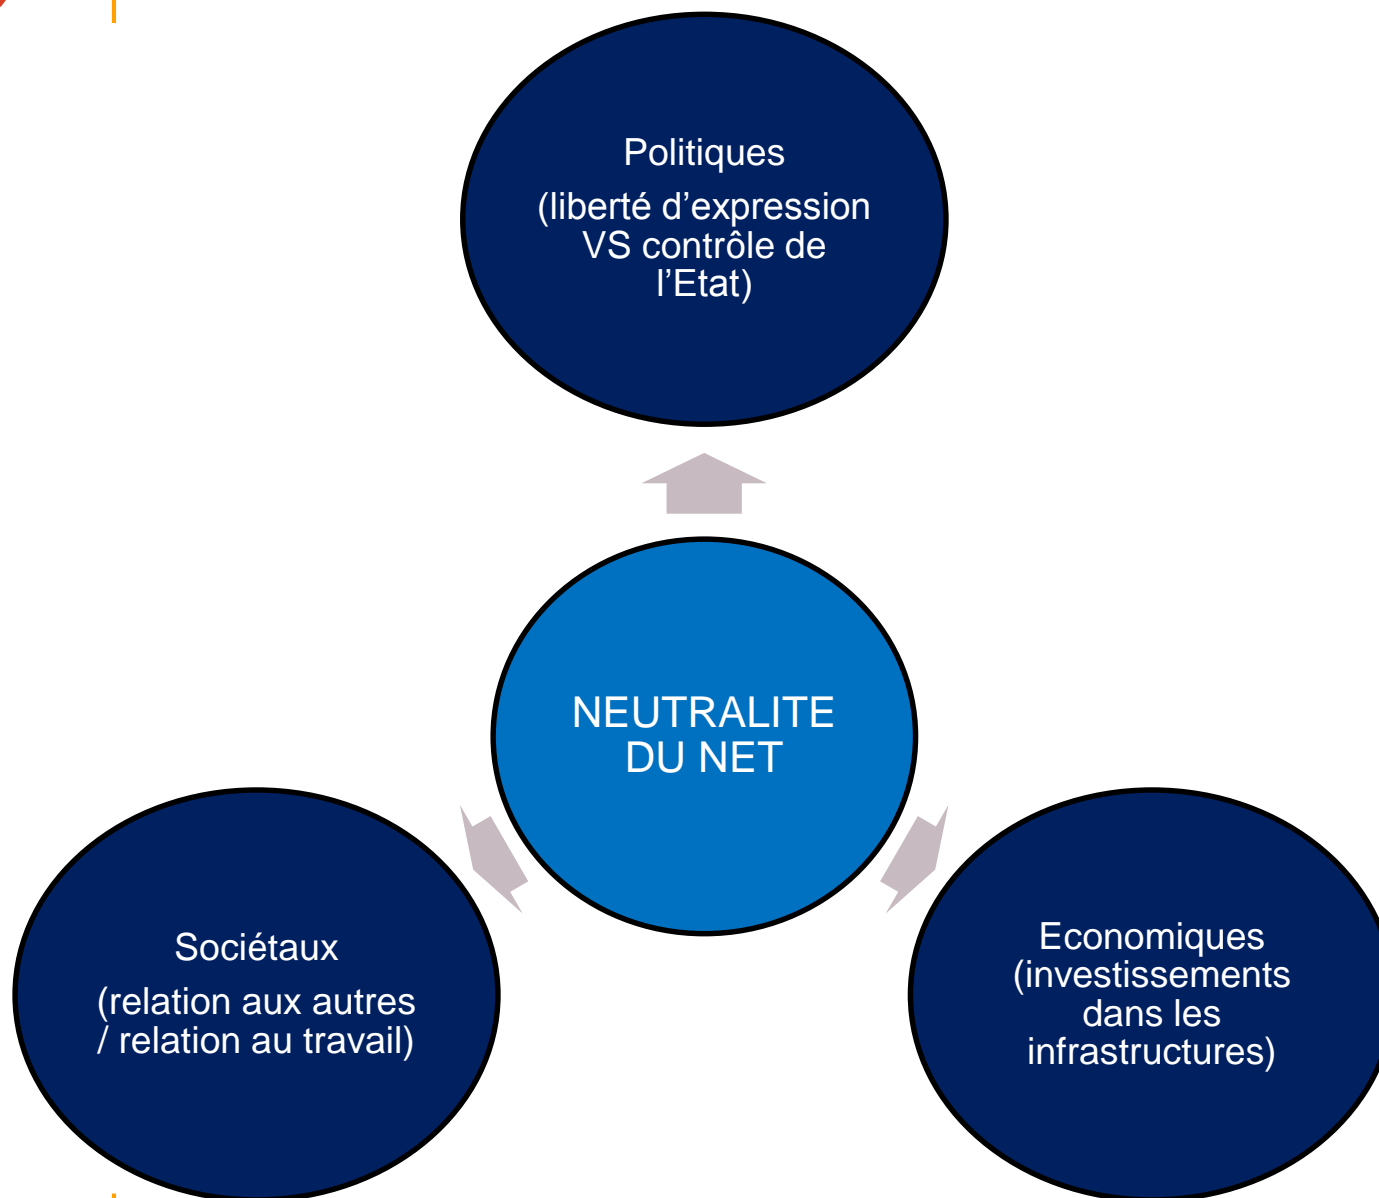 Politiques
(liberté d’expression
VS contrôle de
l’Etat)
NEUTRALITE
DU NET
Sociétaux
(relation aux autres
/ relation au travail)
Economiques
(investissements
dans les
infrastructures)